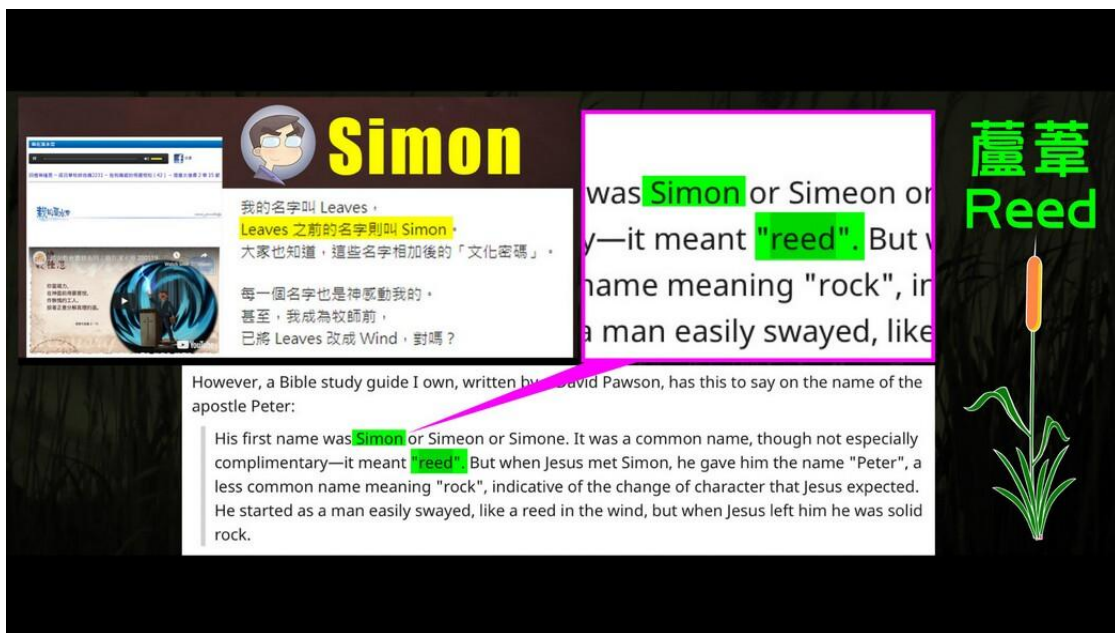 Simon
我的名字叫 Leaves，
Leaves 之前的名字則叫 Simon。
大家也知道，這些名字相加後的「文化密碼」。
每一個名字也是神感動我的。
甚至，我成為牧師前，
已將 Leaves 改成 Wind，對嗎？
was Simon or Simeon or
y—it meant "reed". But
name meaning "rock", in
a man easily swayed, like
蘆葦
Reed
However, a Bible study guide I own, written by David Pawson, has this to say on the name of the
apostle Peter:
His first name was Simon or Simeon or Simone. It was a common name, though not especially
complimentary—it meant "reed". But when Jesus met Simon, he gave him the name "Peter", a
less common name meaning "rock", indicative of the change of character that Jesus expected.
He started as a man easily swayed, like a reed in the wind, but when Jesus left him he was solid
rock.
YouTube